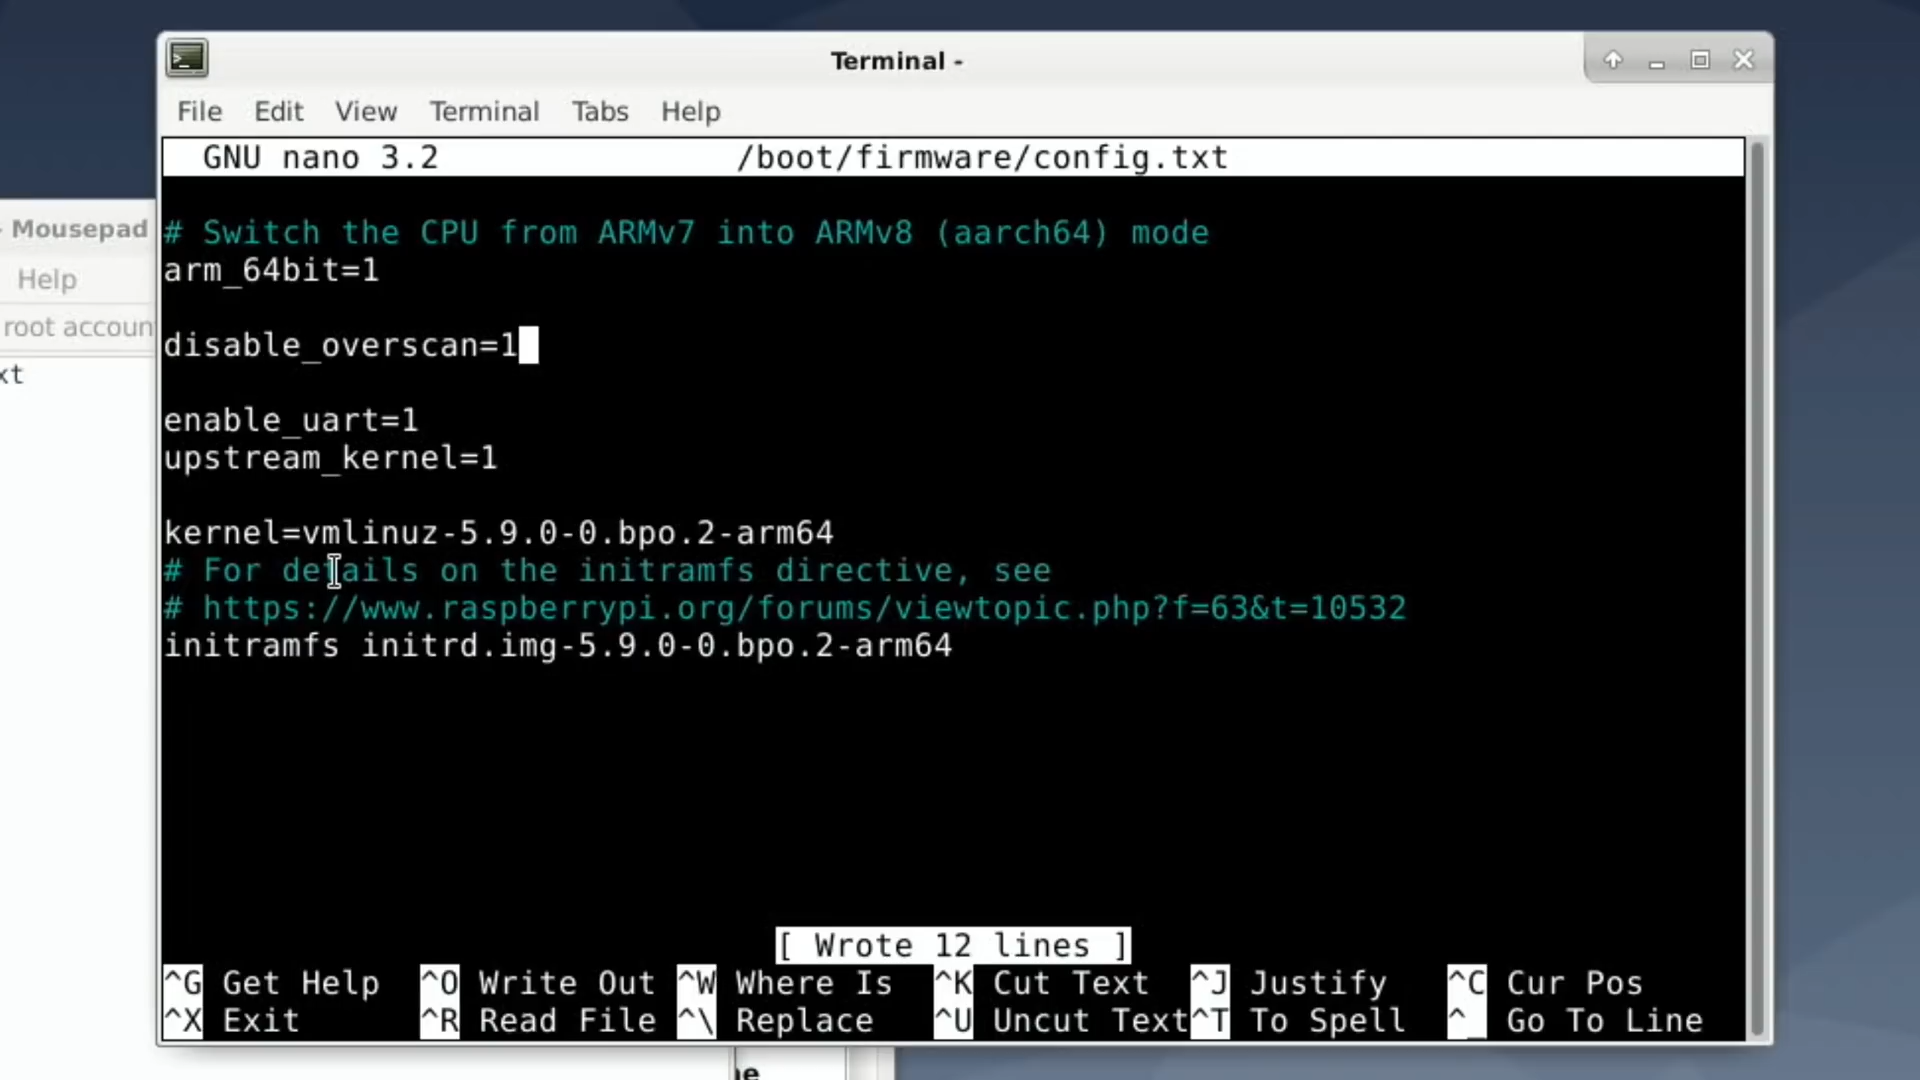 Terminal -
File Edit View Terminal Tabs Help
GNU nano 3.2 /boot/firmware/config.txt
- Mousepad
Help
root accoun
xt
# Switch the CPU from ARMv7 into ARMv8 (aarch64) mode
arm_64bit=1
disable_overscan=1
enable_uart=1
upstream_kernel=1
kernel=vmlinuz-5.9.0-0.bpo.2-arm64
# For details on the initramfs directive, see
# https://www.raspberrypi.org/forums/viewtopic.php?f=63&t=10532
initramfs initrd.img-5.9.0-0.bpo.2-arm64
[ Wrote 12 lines ]
^G Get Help ^O Write Out ^W Where Is ^K Cut Text ^J Justify ^C Cur Pos
^X Exit ^R Read File ^\ Replace ^U Uncut Text ^T To Spell ^_ Go To Line